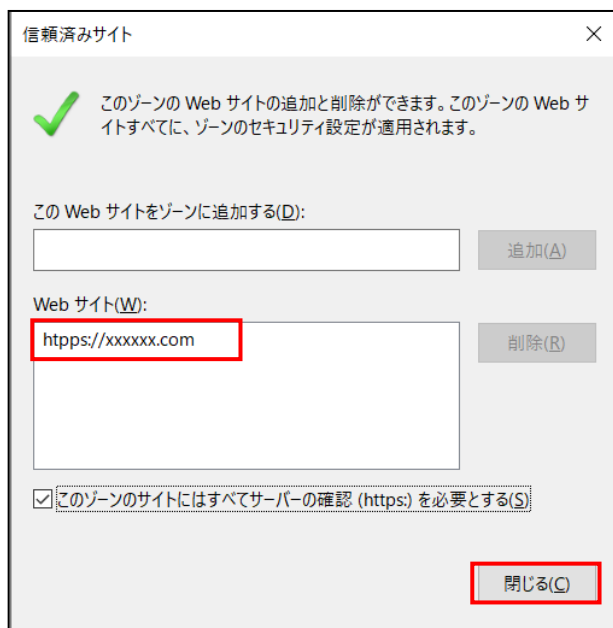 信頼済みサイト
このゾーンの Web サイトの追加と削除ができます。このゾーンの Web サ
イトすべてに、ゾーンのセキュリティ設定が適用されます。
この Web サイトをゾーンに追加する(D):
追加(A)
Web サイト(W):
htpps://xxxxxx.com
削除(R)
このゾーンのサイトにはすべてサーバーの確認 (https:) を必要とする(S)
閉じる(C)